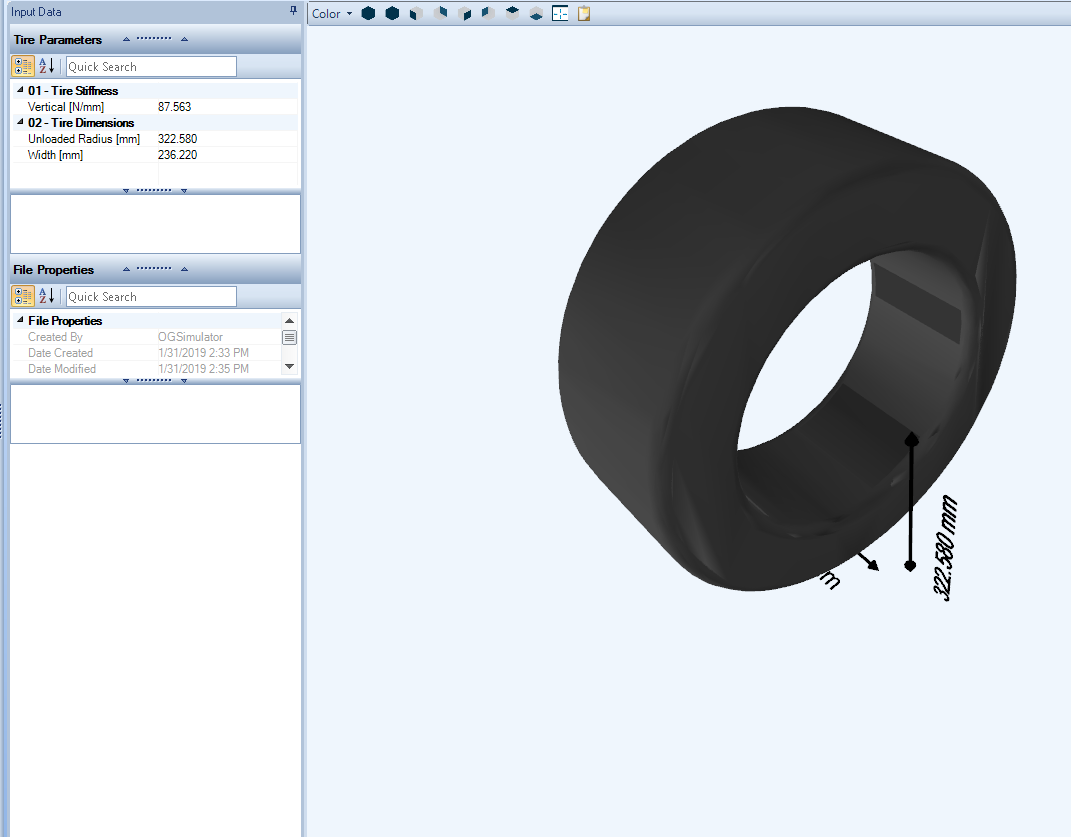 Input Data
Color
Tire Parameters
Quick Search
01 - Tire Stiffness
Vertical [N/mm] 87.563
02 - Tire Dimensions
Unloaded Radius [mm] 322.580
Width [mm] 236.220
File Properties
Quick Search
File Properties
Created By OGSimulator
Date Created 1/31/2019 2:33 PM
Date Modified 1/31/2019 2:35 PM
322.580 mm
m